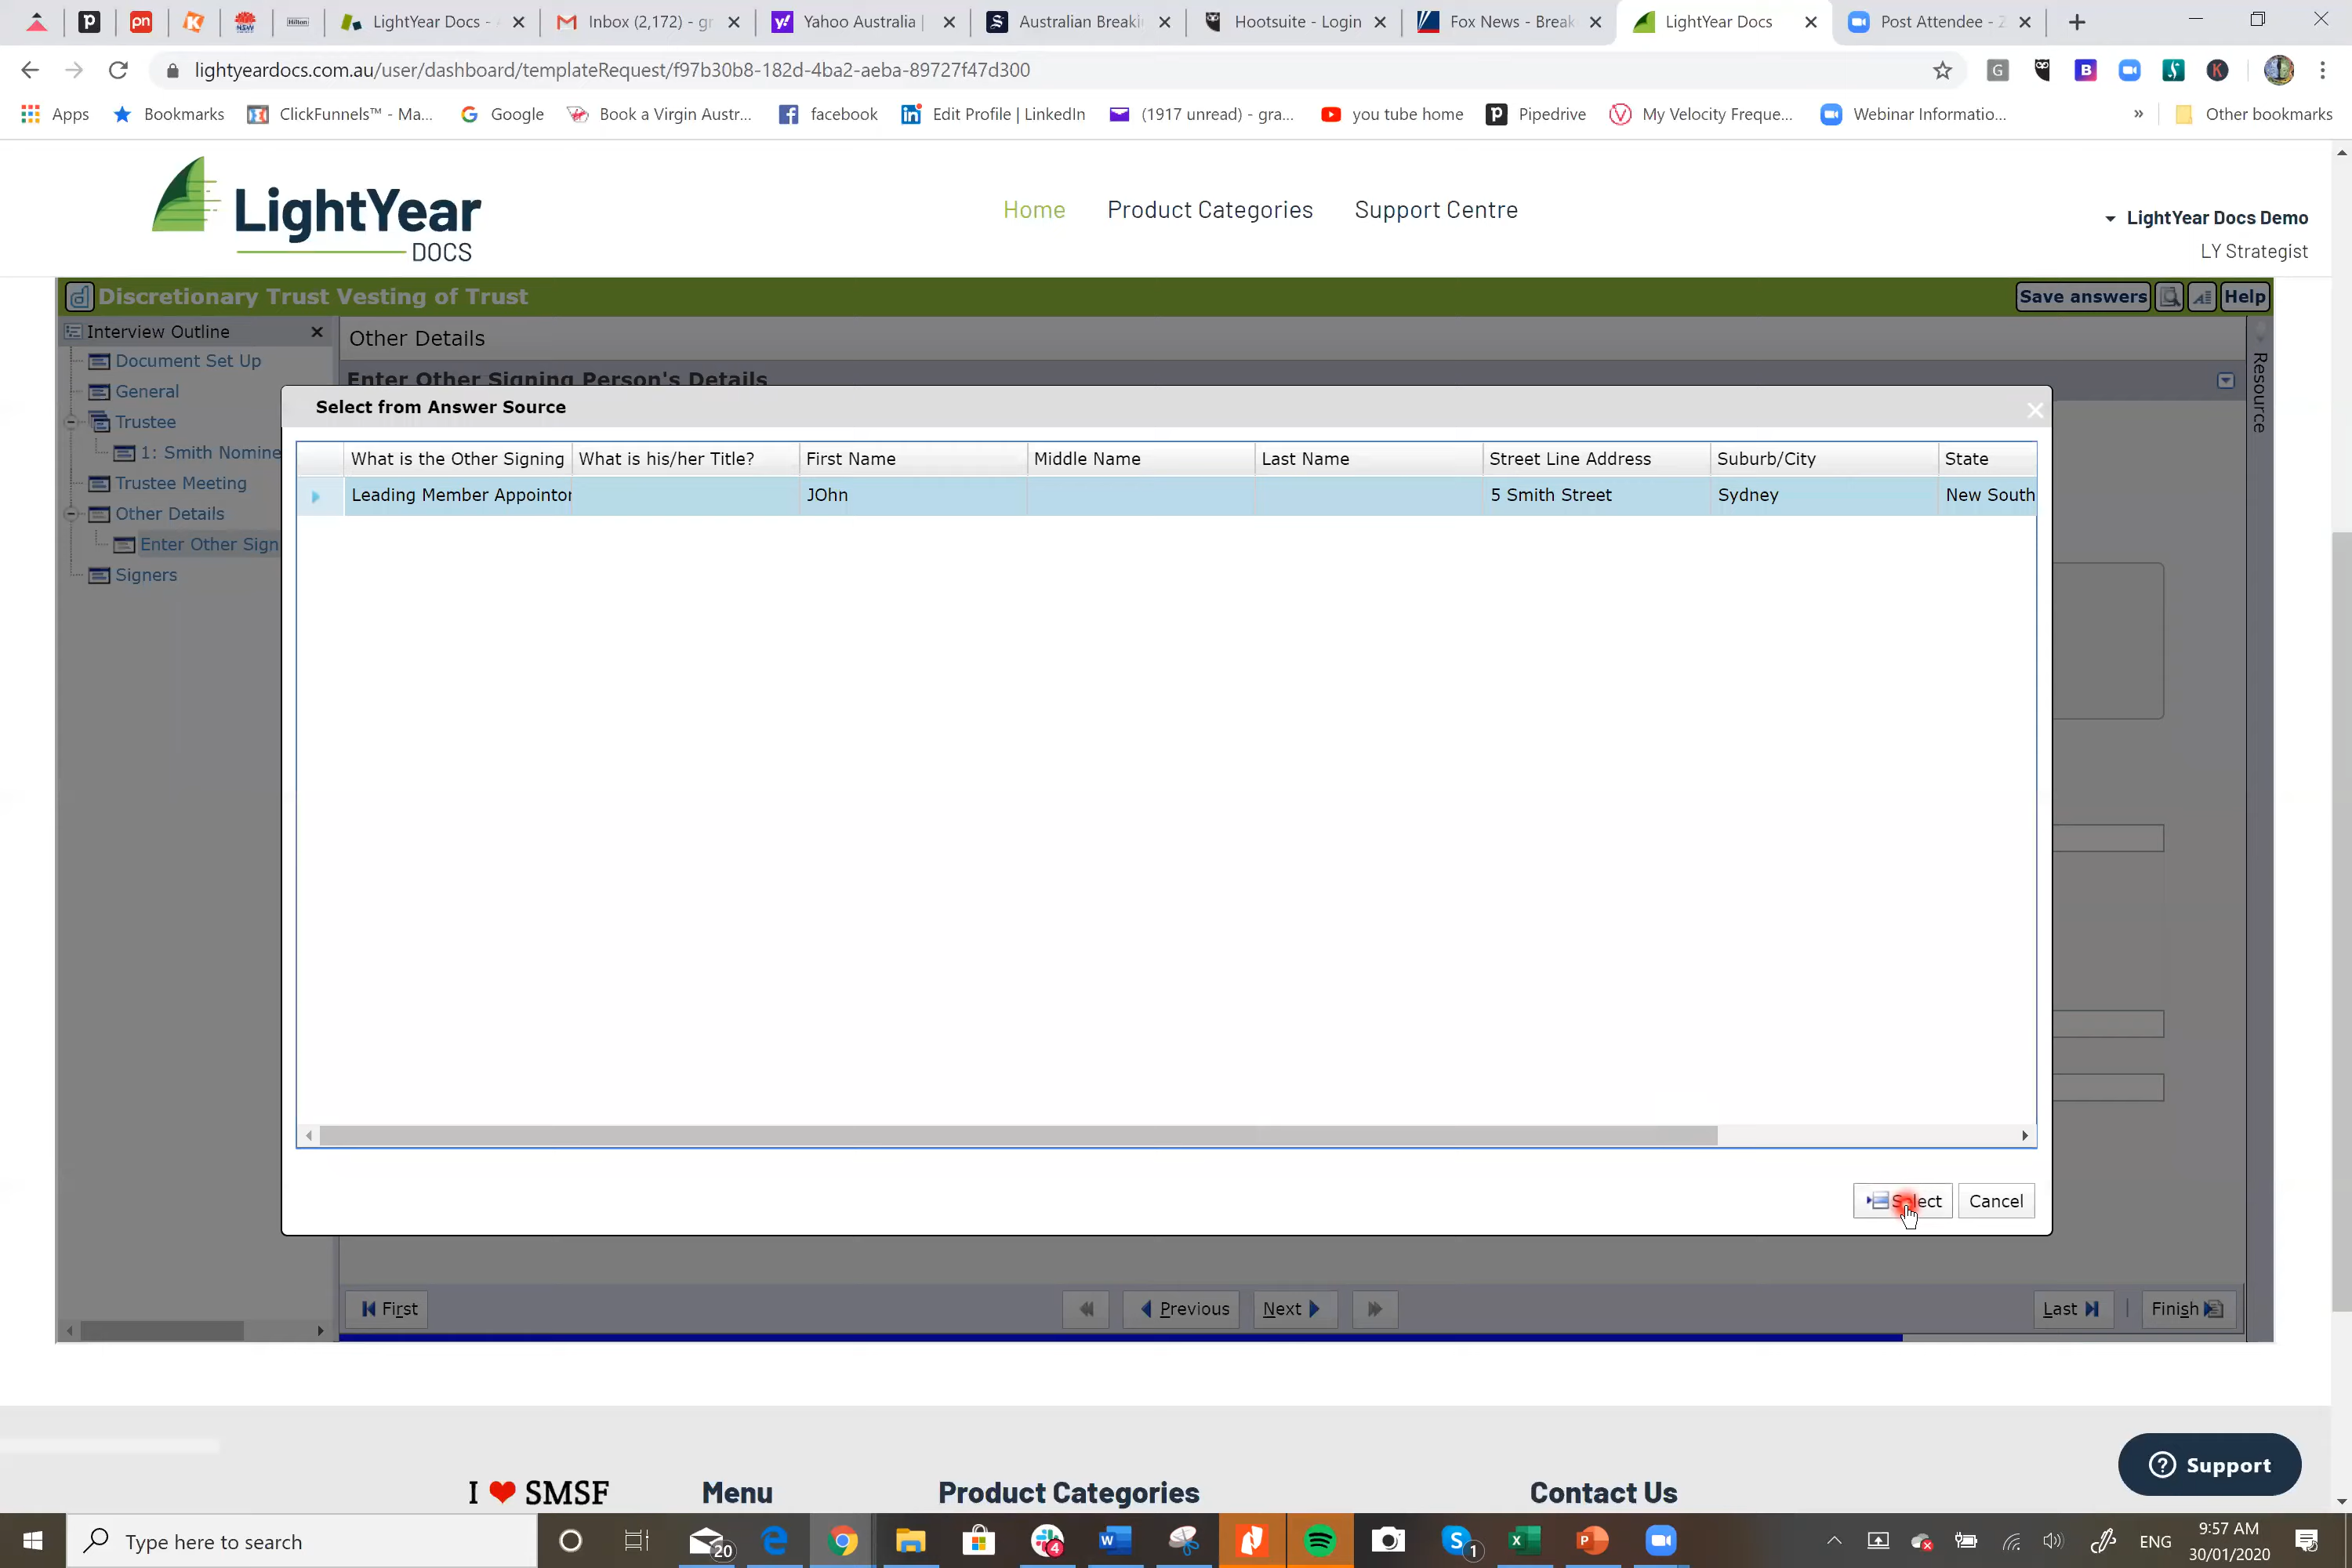 LightYear Docs - Inbox (2,172) - gr Yahoo Australia | Australian Breaki Hootsuite - Login Fox News - Break LightYear Docs Post Attendee - Z
lightyeardocs.com.au/user/dashboard/templateRequest/f97b30b8-182d-4ba2-aeba-89727f47d300
Apps Bookmarks ClickFunnels™ - Ma... Google Book a Virgin Austr... facebook Edit Profile | LinkedIn (1917 unread) - gra... you tube home Pipedrive My Velocity Freque... Webinar Informatio... » Other bookmarks
LightYear
DOCS
Home Product Categories Support Centre
LightYear Docs Demo
LY Strategist
Discretionary Trust Vesting of Trust Save answers Help
Interview Outline
Document Set Up
General
Trustee
1: Smith Nomine
Trustee Meeting
Other Details
Enter Other Sign
Signers
Other Details
Enter Other Signing Person's Details
Resource
Select from Answer Source
What is the Other Signing What is his/her Title? First Name Middle Name Last Name Street Line Address Suburb/City State
Leading Member Appointor JOhn 5 Smith Street Sydney New South
Select Cancel
First Previous Next Last Finish
Support
I ❤ SMSF Menu Product Categories Contact Us
Type here to search 20 4 1 ENG 9:57 AM
30/01/2020